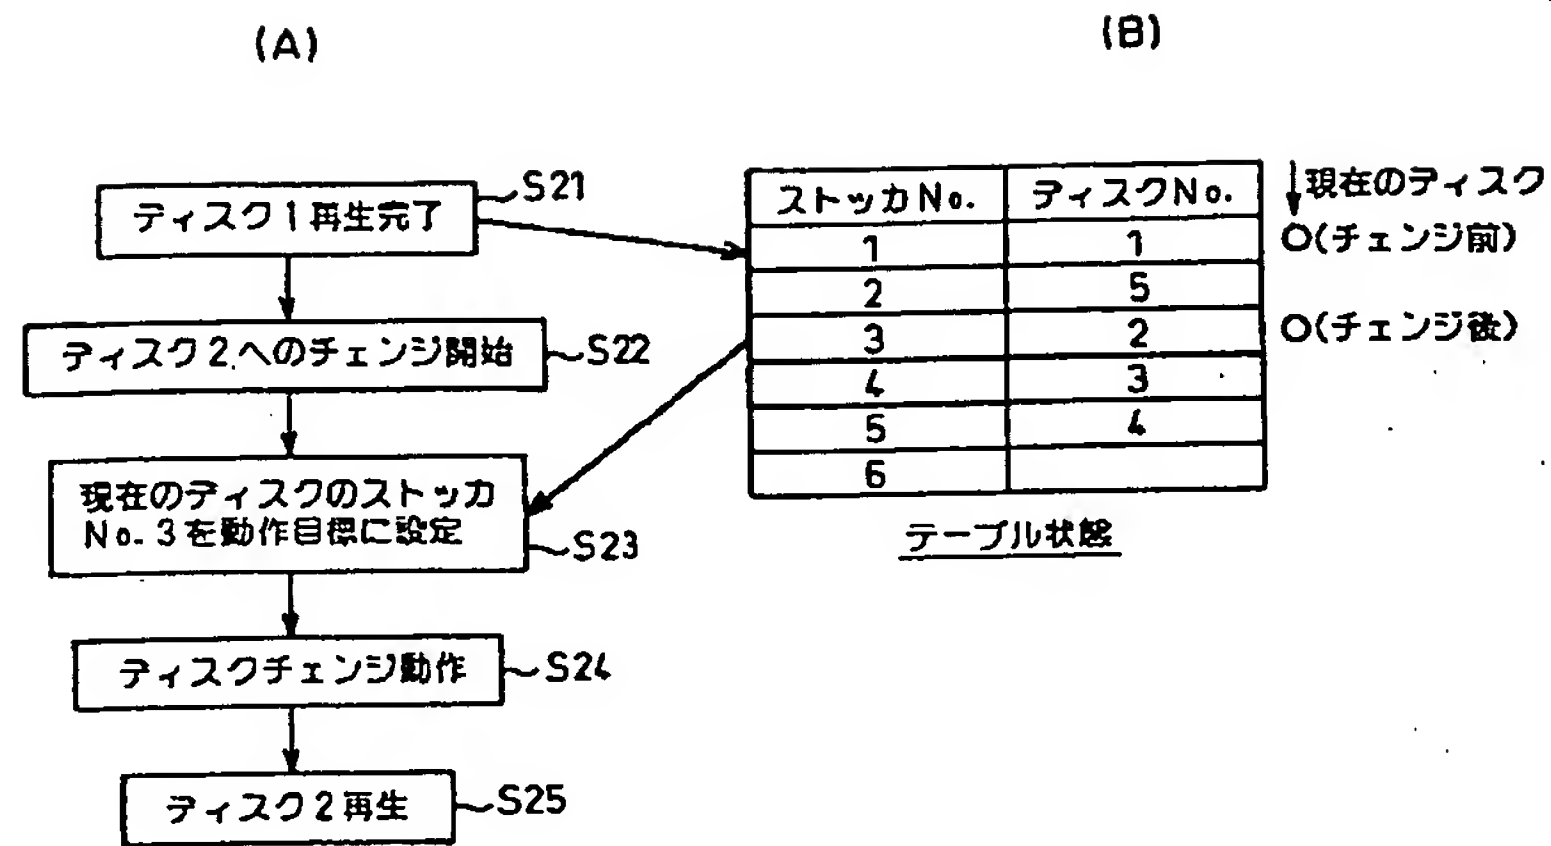 (A)
ディスク1再生完了
S21
ディスク2へのチェンジ開始
S22
現在のディスクのストッカ
No.3を動作目標に設定
S23
ディスクチェンジ動作
S24
ディスク2再生
S25
(B)
ストッカNo. ディスクNo.
1 1
2 5
3 2
4 3
5 4
6
↓現在のディスク
○(チェンジ前)
○(チェンジ後)
テーブル状態